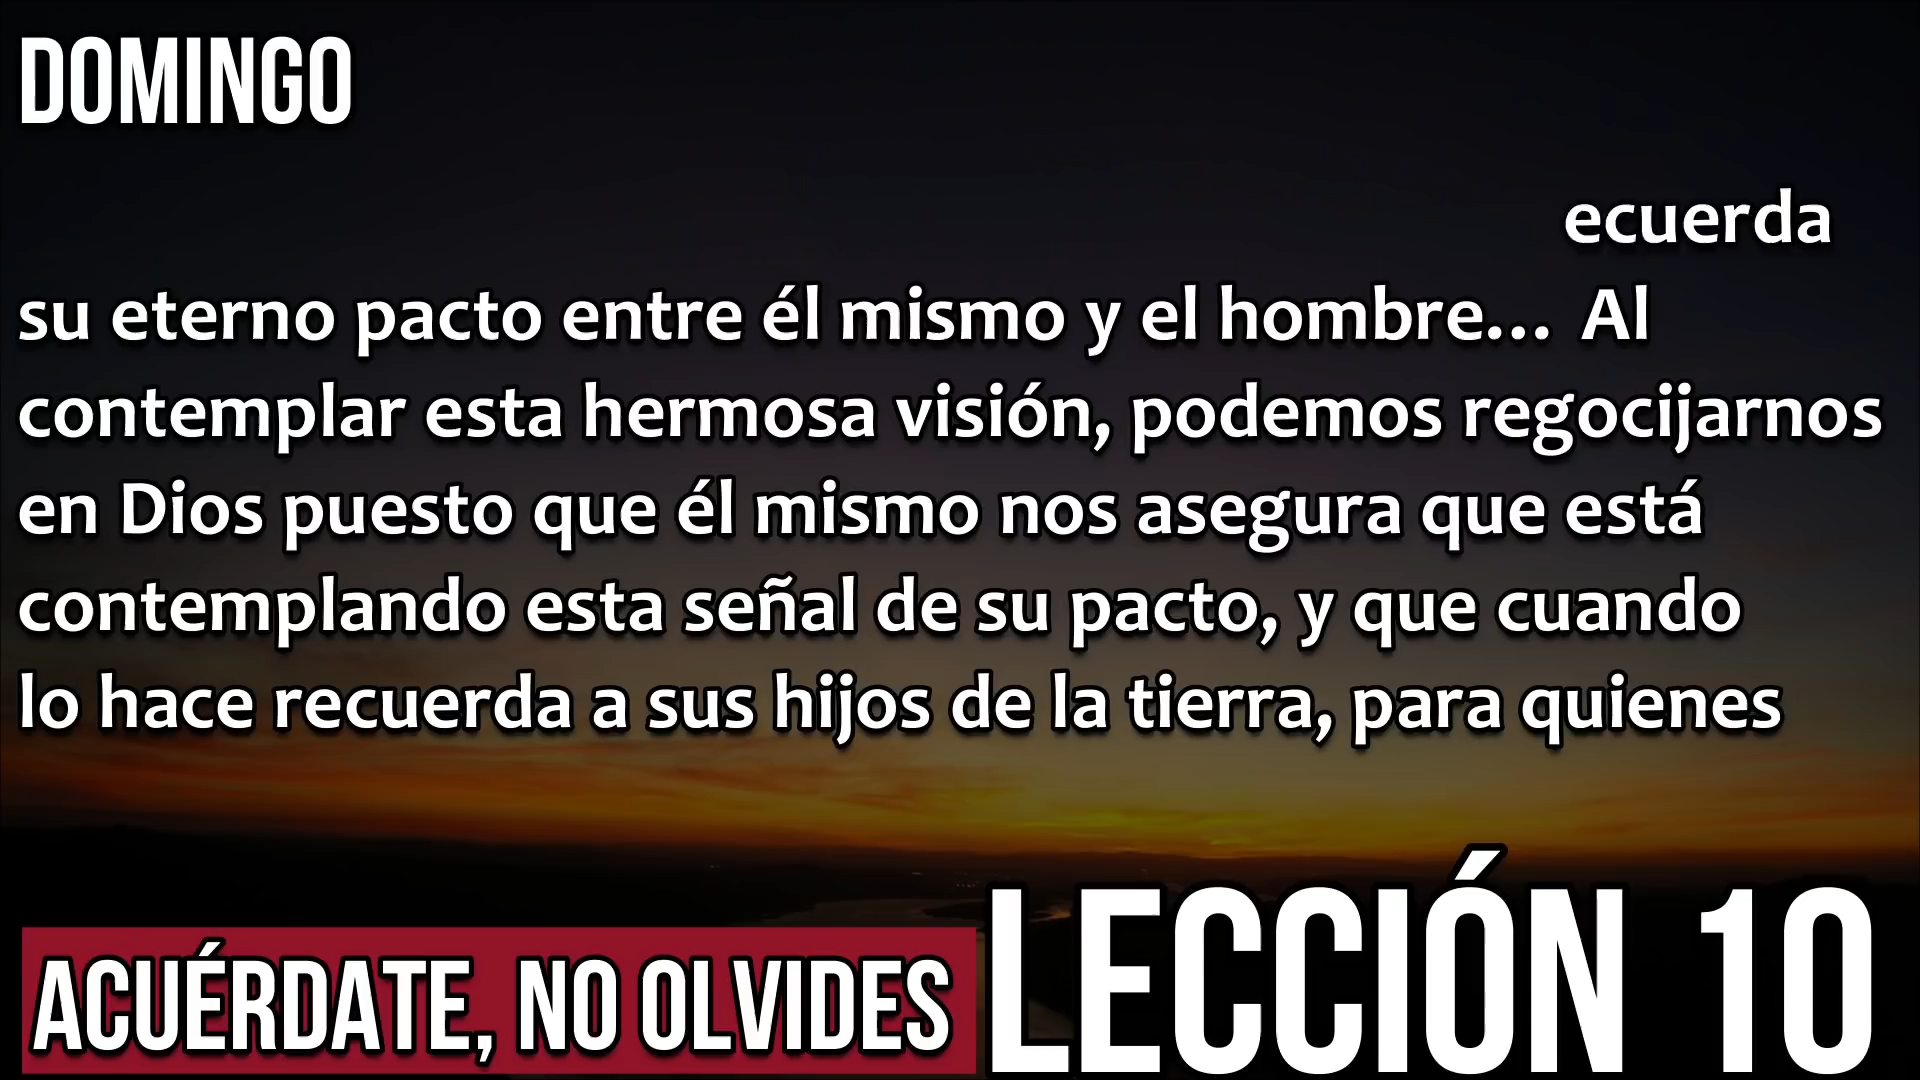 DOMINGO
ecuerda
su eterno pacto entre él mismo y el hombre... Al
contemplar esta hermosa visión, podemos regocijarnos
en Dios puesto que él mismo nos asegura que está
contemplando esta señal de su pacto, y que cuando
lo hace recuerda a sus hijos de la tierra, para quienes
ACUÉRDATE, NO OLVIDES
LECCIÓN 10